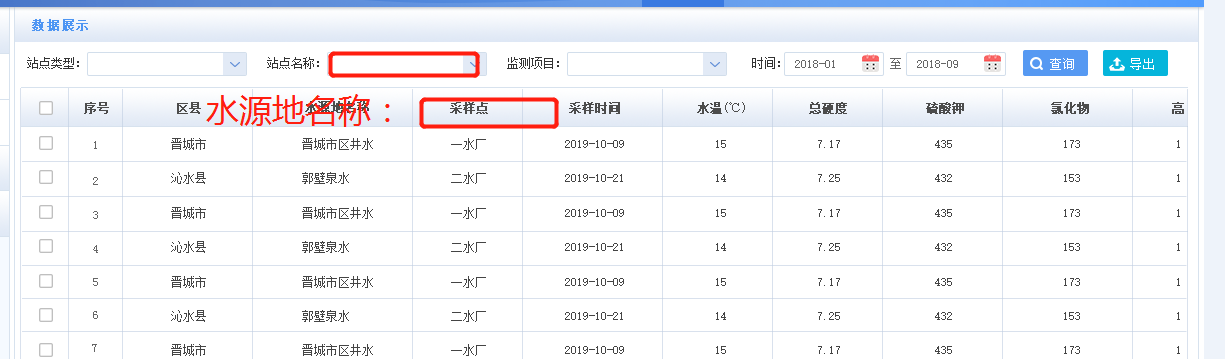 数据展示
站点类型： 站点名称： 监测项目： 时间： 2018-01 至 2018-09 查询 导出
水源地名称：
序号 区县 水源地名称 采样点 采样时间 水温(℃) 总硬度 硫酸钾 氯化物 高
1 晋城市 晋城市区井水 一水厂 2019-10-09 15 7.17 435 173 1
2 沁水县 郭壁泉水 二水厂 2019-10-21 14 7.25 432 153 1
3 晋城市 晋城市区井水 一水厂 2019-10-09 15 7.17 435 173 1
4 沁水县 郭壁泉水 二水厂 2019-10-21 14 7.25 432 153 1
5 晋城市 晋城市区井水 一水厂 2019-10-09 15 7.17 435 173 1
6 沁水县 郭壁泉水 二水厂 2019-10-21 14 7.25 432 153 1
7 晋城市 晋城市区井水 一水厂 2019-10-09 15 7.17 435 173 1